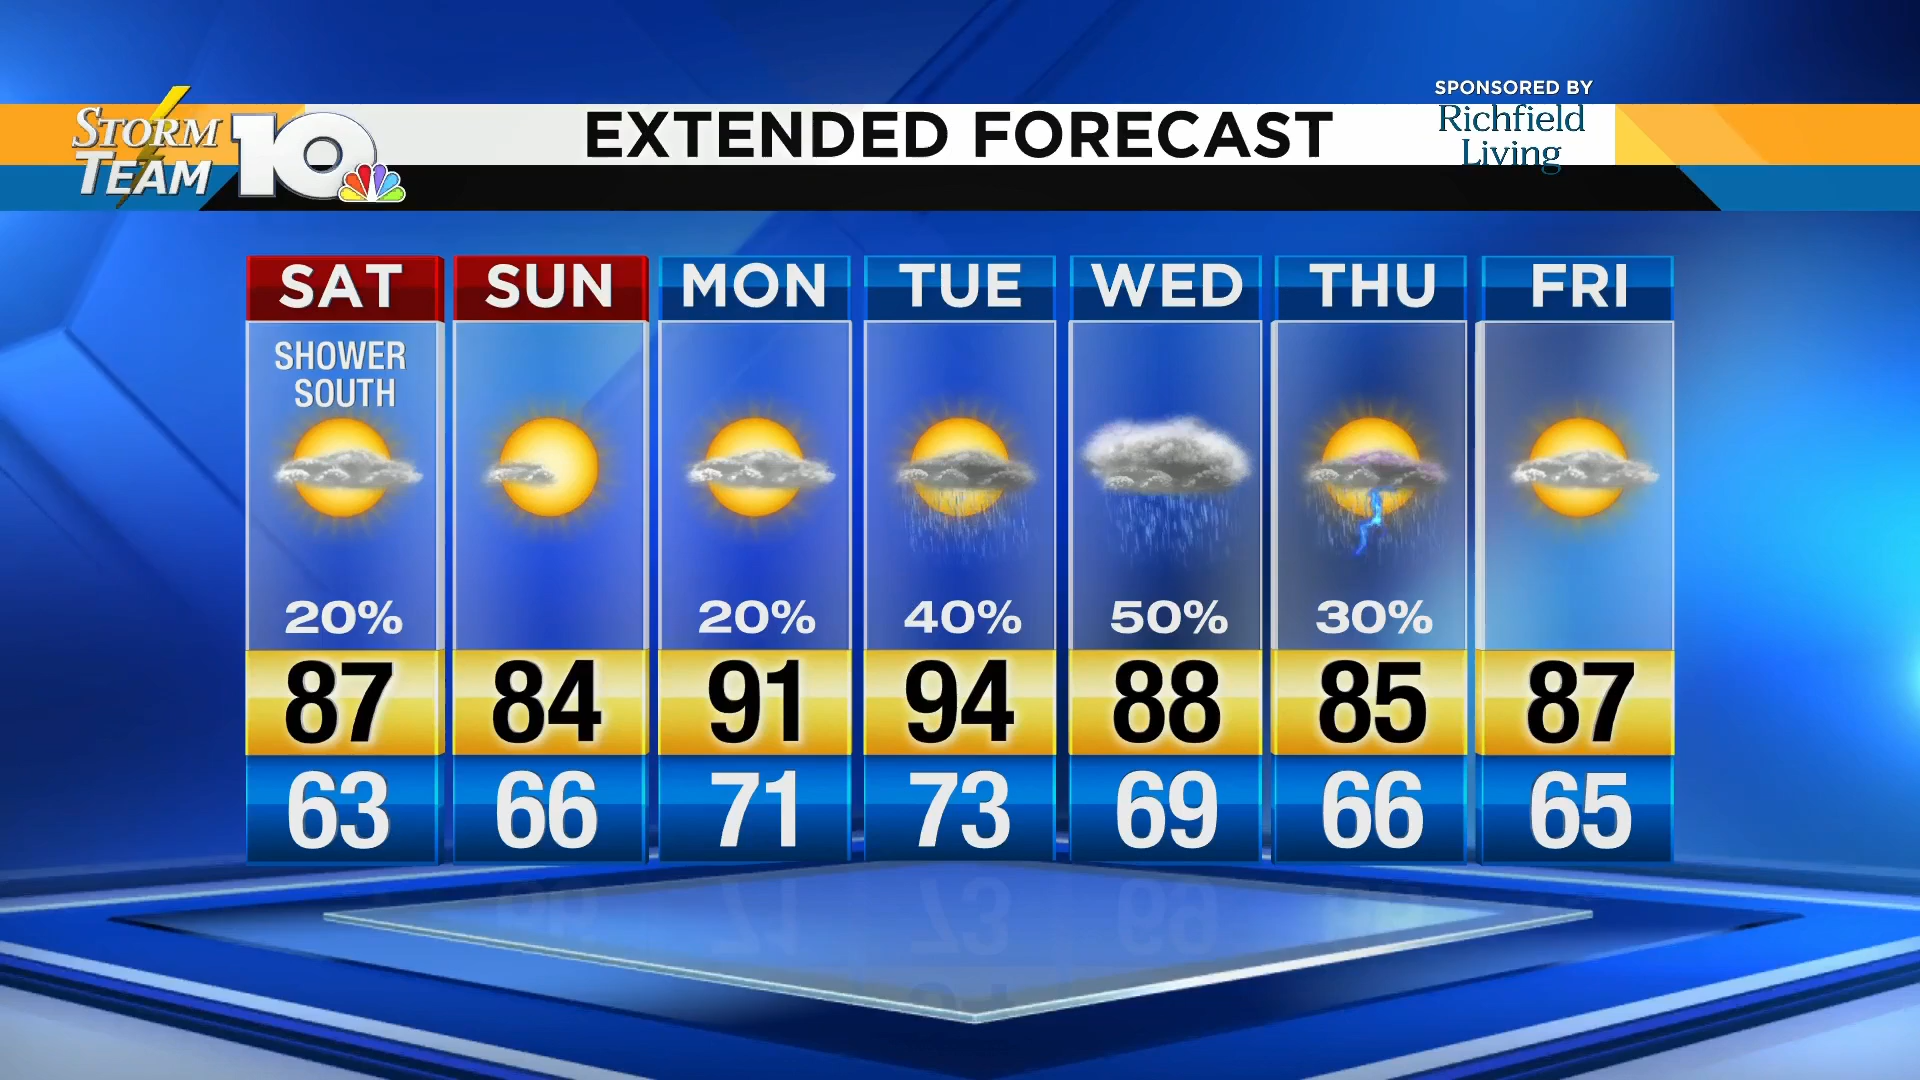 STORM
TEAM
10
EXTENDED FORECAST
SPONSORED BY
Richfield
Living
SAT SUN MON TUE WED THU FRI
SHOWER
SOUTH
20% 20% 40% 50% 30%
87 84 91 94 88 85 87
63 66 71 73 69 66 65